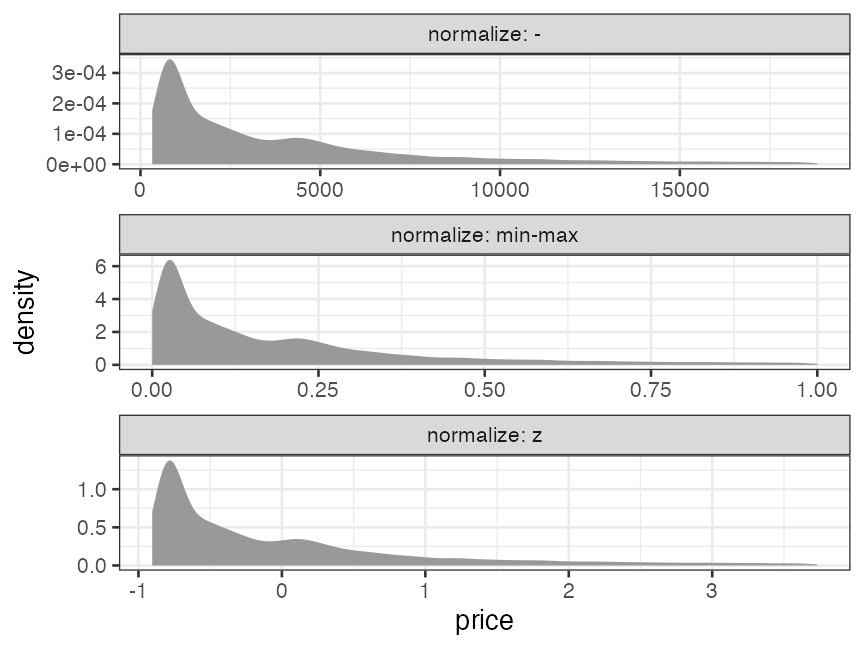 normalize: -
3e-04
2e-04
1e-04
0e+00
0 5000 10000 15000
normalize: min-max
6
4
2
0
0.00 0.25 0.50 0.75 1.00
normalize: z
1.0
0.5
0.0
-1 0 1 2 3
density
price